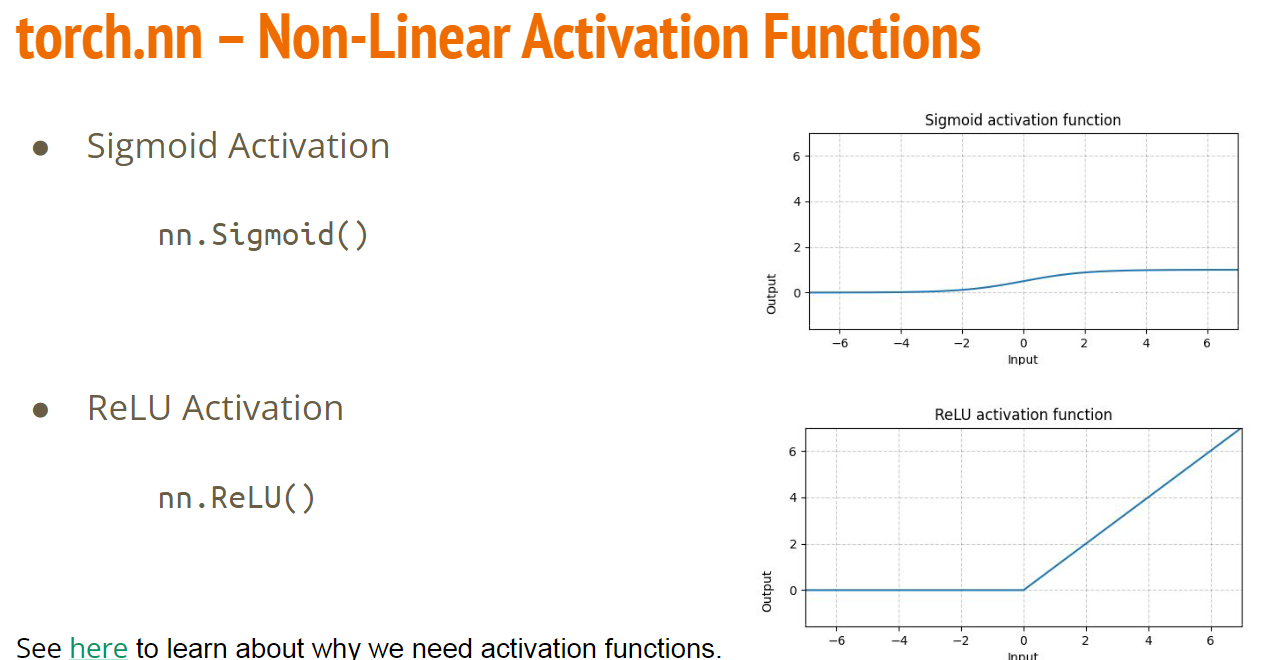 torch.nn – Non-Linear Activation Functions
● Sigmoid Activation
nn.Sigmoid()
Sigmoid activation function
6
4
2
0
Output
−6 −4 −2 0 2 4 6
Input
● ReLU Activation
nn.ReLU()
ReLU activation function
6
4
2
0
Output
−6 −4 −2 0 2 4 6
Input
See here to learn about why we need activation functions.